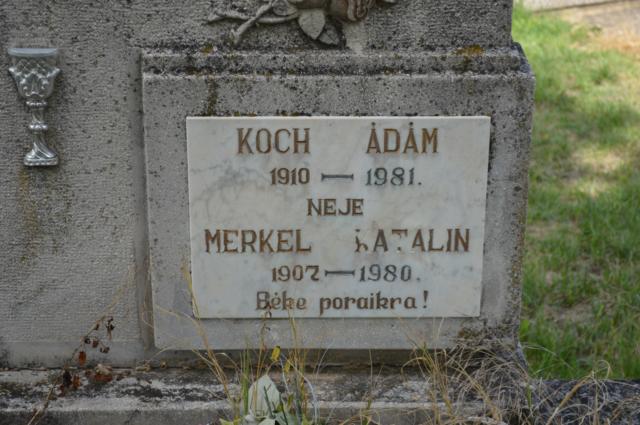 KOCH ÁDÁM
1910 — 1981.
NEJE
MERKEL KATALIN
1907 — 1980.
Béke poraikra!